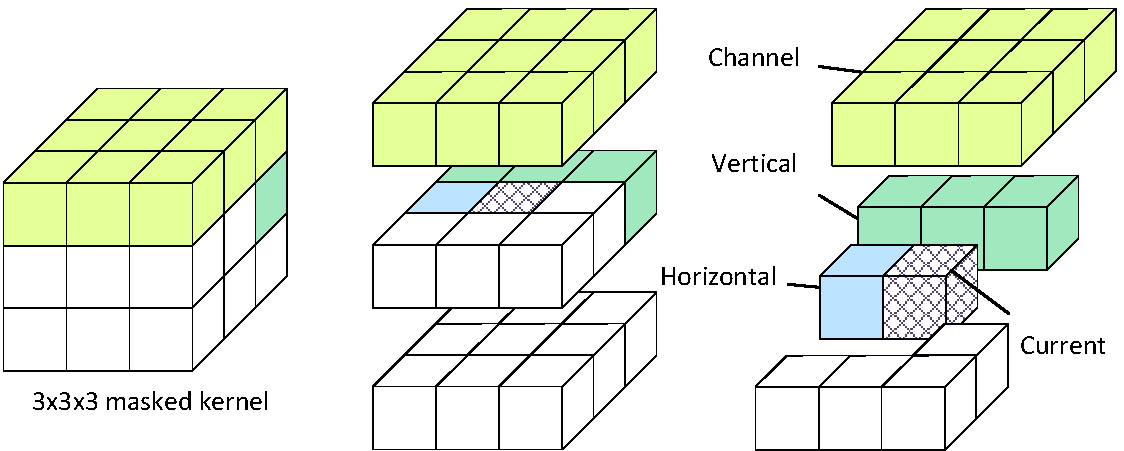 Channel
Vertical
Horizontal
Current
3x3x3 masked kernel